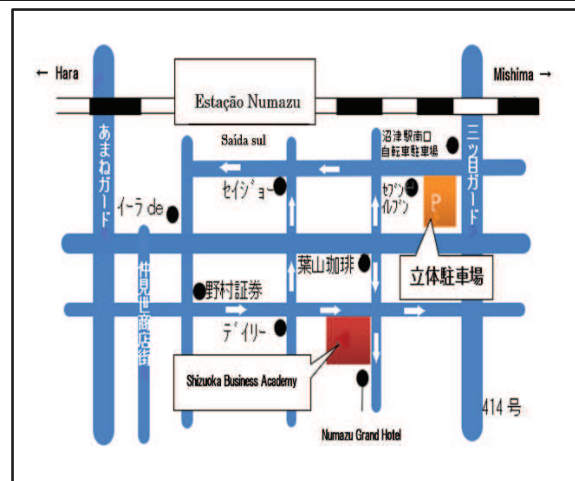 ← Hara
Mishima →
Estação Numazu
Saída sul
沼津駅南口
自転車駐車場
三ツ目ガード
あまねガード
セイジョー
セブン
イレブン
P
イーラde
葉山珈琲
立体駐車場
仲見世商店街
野村証券
デイリー
Shizuoka Business Academy
414号
Numazu Grand Hotel